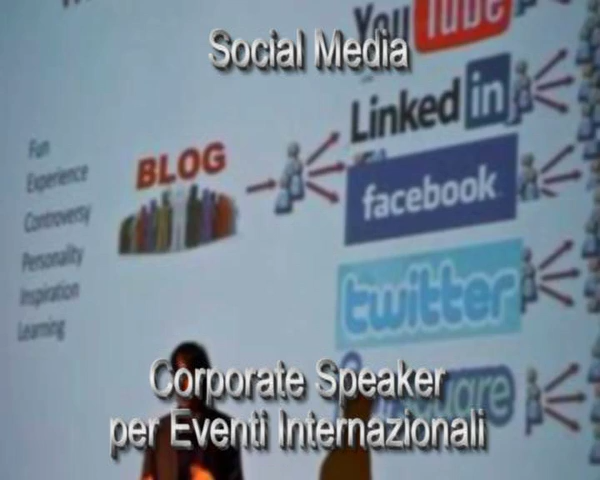 YouTube
Social Media
Linked in
BLOG
Fun
Experience
Controversy
Personality
Inspiration
Learning
facebook
twitter
Corporate Speaker
per Eventi Internazionali